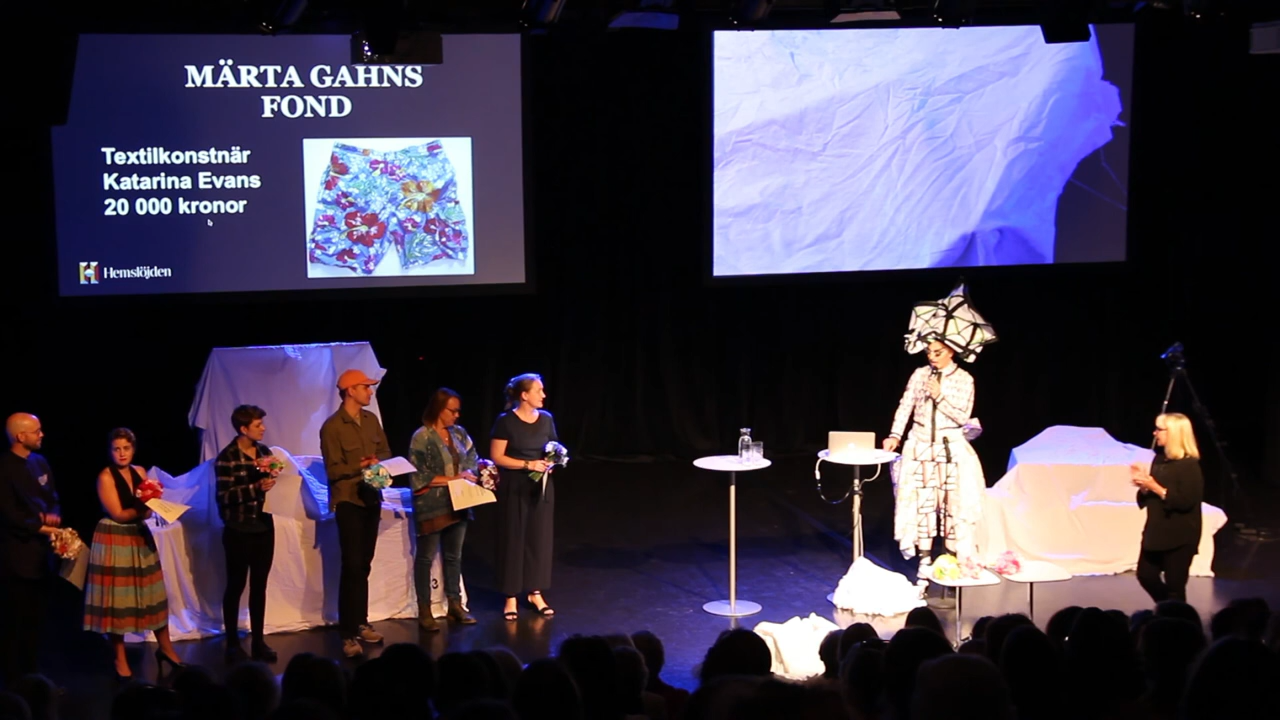 MÄRTA GAHNS
FOND
Textilkonstnär
Katarina Evans
20 000 kronor
Hemslöjden